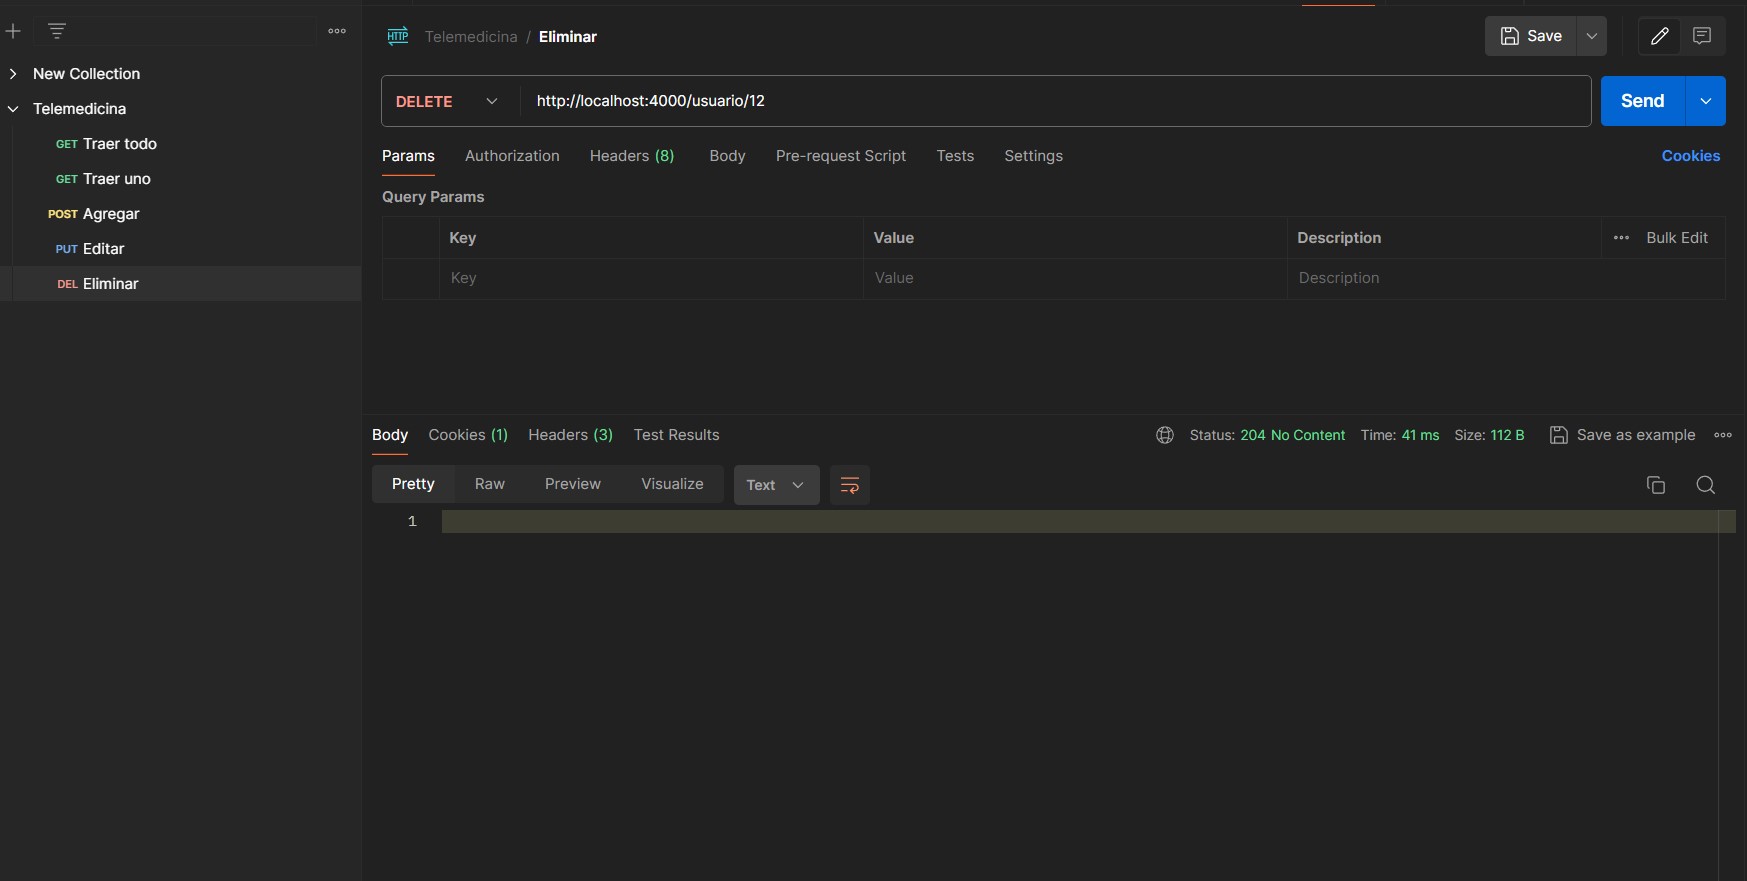 New Collection
Telemedicina
GET Traer todo
GET Traer uno
POST Agregar
PUT Editar
DEL Eliminar
HTTP Telemedicina / Eliminar
Save
DELETE http://localhost:4000/usuario/12
Send
Params Authorization Headers (8) Body Pre-request Script Tests Settings Cookies
Query Params
Key Value Description Bulk Edit
Key Value Description
Body Cookies (1) Headers (3) Test Results Status: 204 No Content Time: 41 ms Size: 112 B Save as example
Pretty Raw Preview Visualize Text
1